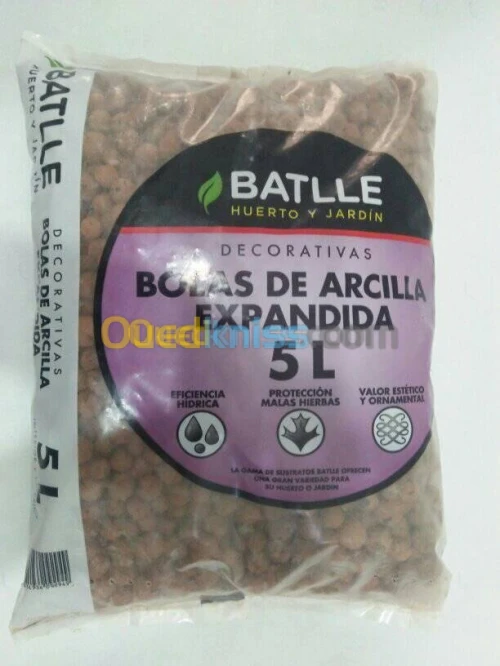 BATLLE
HUERTO Y JARDÍN
DECORATIVAS
BOLAS DE ARCILLA
EXPANDIDA
5 L
EFICIENCIA
HÍDRICA
PROTECCIÓN
MALAS HIERBAS
VALOR ESTÉTICO
Y ORNAMENTAL
LA GAMA DE SUSTRATOS BATLLE OFRECEN
UNA GRAN VARIEDAD PARA
SU HUERTO O JARDÍN
Ouedkniss.com
BATLLE
HUERTO Y JARDÍN
DECORATIVAS
BOLAS DE ARCILLA
5 L